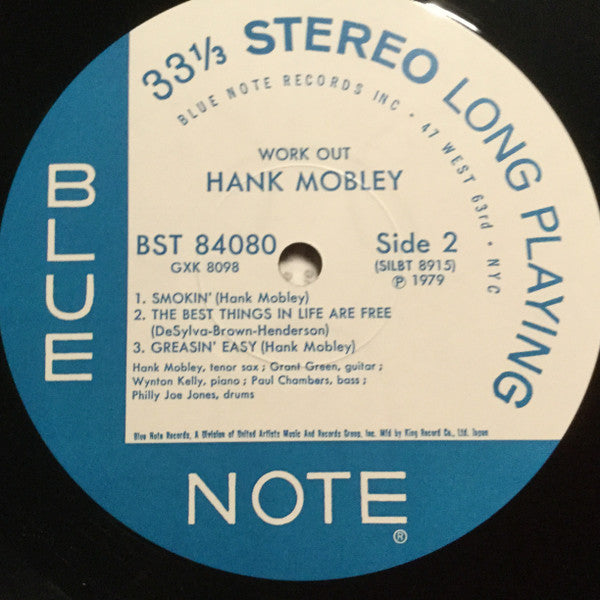 33⅓ STEREO LONG PLAYING
BLUE NOTE RECORDS INC • 47 WEST 63rd • NYC
WORK OUT
HANK MOBLEY
BST 84080
GXK 8098
Side 2
(SILBT 8915)
Ⓟ 1979
1. SMOKIN' (Hank Mobley)
2. THE BEST THINGS IN LIFE ARE FREE
(DeSylva-Brown-Henderson)
3. GREASIN' EASY (Hank Mobley)
Hank Mobley, tenor sax ; Grant Green, guitar ;
Wynton Kelly, piano ; Paul Chambers, bass ;
Philly Joe Jones, drums
Blue Note Records, A Division of United Artists Music And Records Group, Inc. Mfd by King Record Co., Ltd. Japan
BLUE
NOTE®